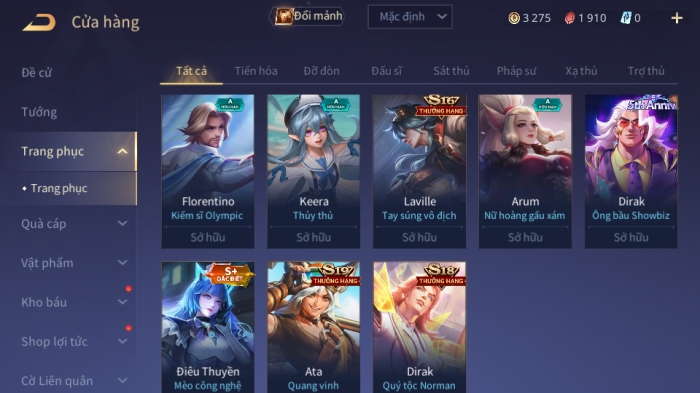 Cửa hàng
Đổi mảnh
Mặc định
3 275
1 910
0
Đề cử
Tướng
Trang phục
Trang phục
Quà cáp
Vật phẩm
Kho báu
Shop lợi tức
Cờ Liên quân
Tất cả
Tiến hóa
Đỡ đòn
Đấu sĩ
Sát thủ
Pháp sư
Xạ thủ
Trợ thủ
A
HỮU HẠN
Florentino
Kiếm sĩ Olympic
Sở hữu
A
HỮU HẠN
Keera
Thủy thủ
Sở hữu
S16
THƯỞNG HẠNG
Laville
Tay súng vô địch
Sở hữu
A
HỮU HẠN
Arum
Nữ hoàng gấu xám
Sở hữu
5th Anniv
Dirak
Ông bầu Showbiz
Sở hữu
S+
ĐẶC BIỆT
Điêu Thuyền
Mèo công nghệ
S19
THƯỞNG HẠNG
Ata
Quang vinh
S18
THƯỞNG HẠNG
Dirak
Quý tộc Norman